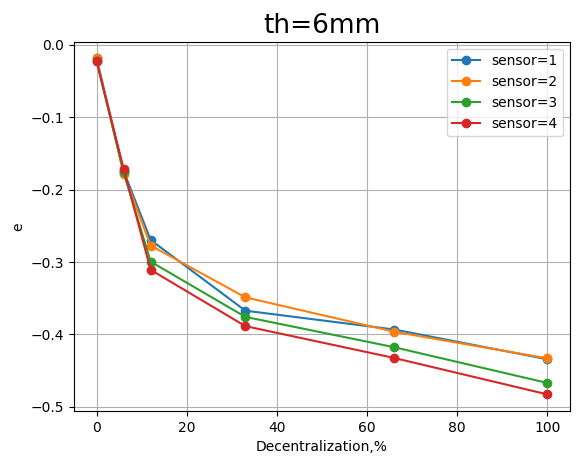 th=6mm
sensor=1
sensor=2
sensor=3
sensor=4
0.0
−0.1
−0.2
−0.3
−0.4
−0.5
e
0 20 40 60 80 100
Decentralization,%